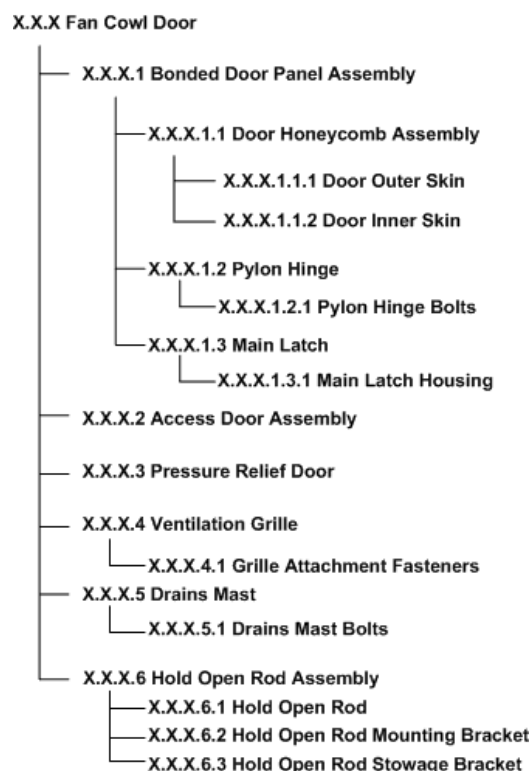 X.X.X Fan Cowl Door
X.X.X.1 Bonded Door Panel Assembly
X.X.X.1.1 Door Honeycomb Assembly
X.X.X.1.1.1 Door Outer Skin
X.X.X.1.1.2 Door Inner Skin
X.X.X.1.2 Pylon Hinge
X.X.X.1.2.1 Pylon Hinge Bolts
X.X.X.1.3 Main Latch
X.X.X.1.3.1 Main Latch Housing
X.X.X.2 Access Door Assembly
X.X.X.3 Pressure Relief Door
X.X.X.4 Ventilation Grille
X.X.X.4.1 Grille Attachment Fasteners
X.X.X.5 Drains Mast
X.X.X.5.1 Drains Mast Bolts
X.X.X.6 Hold Open Rod Assembly
X.X.X.6.1 Hold Open Rod
X.X.X.6.2 Hold Open Rod Mounting Bracket
X.X.X.6.3 Hold Open Rod Stowage Bracket